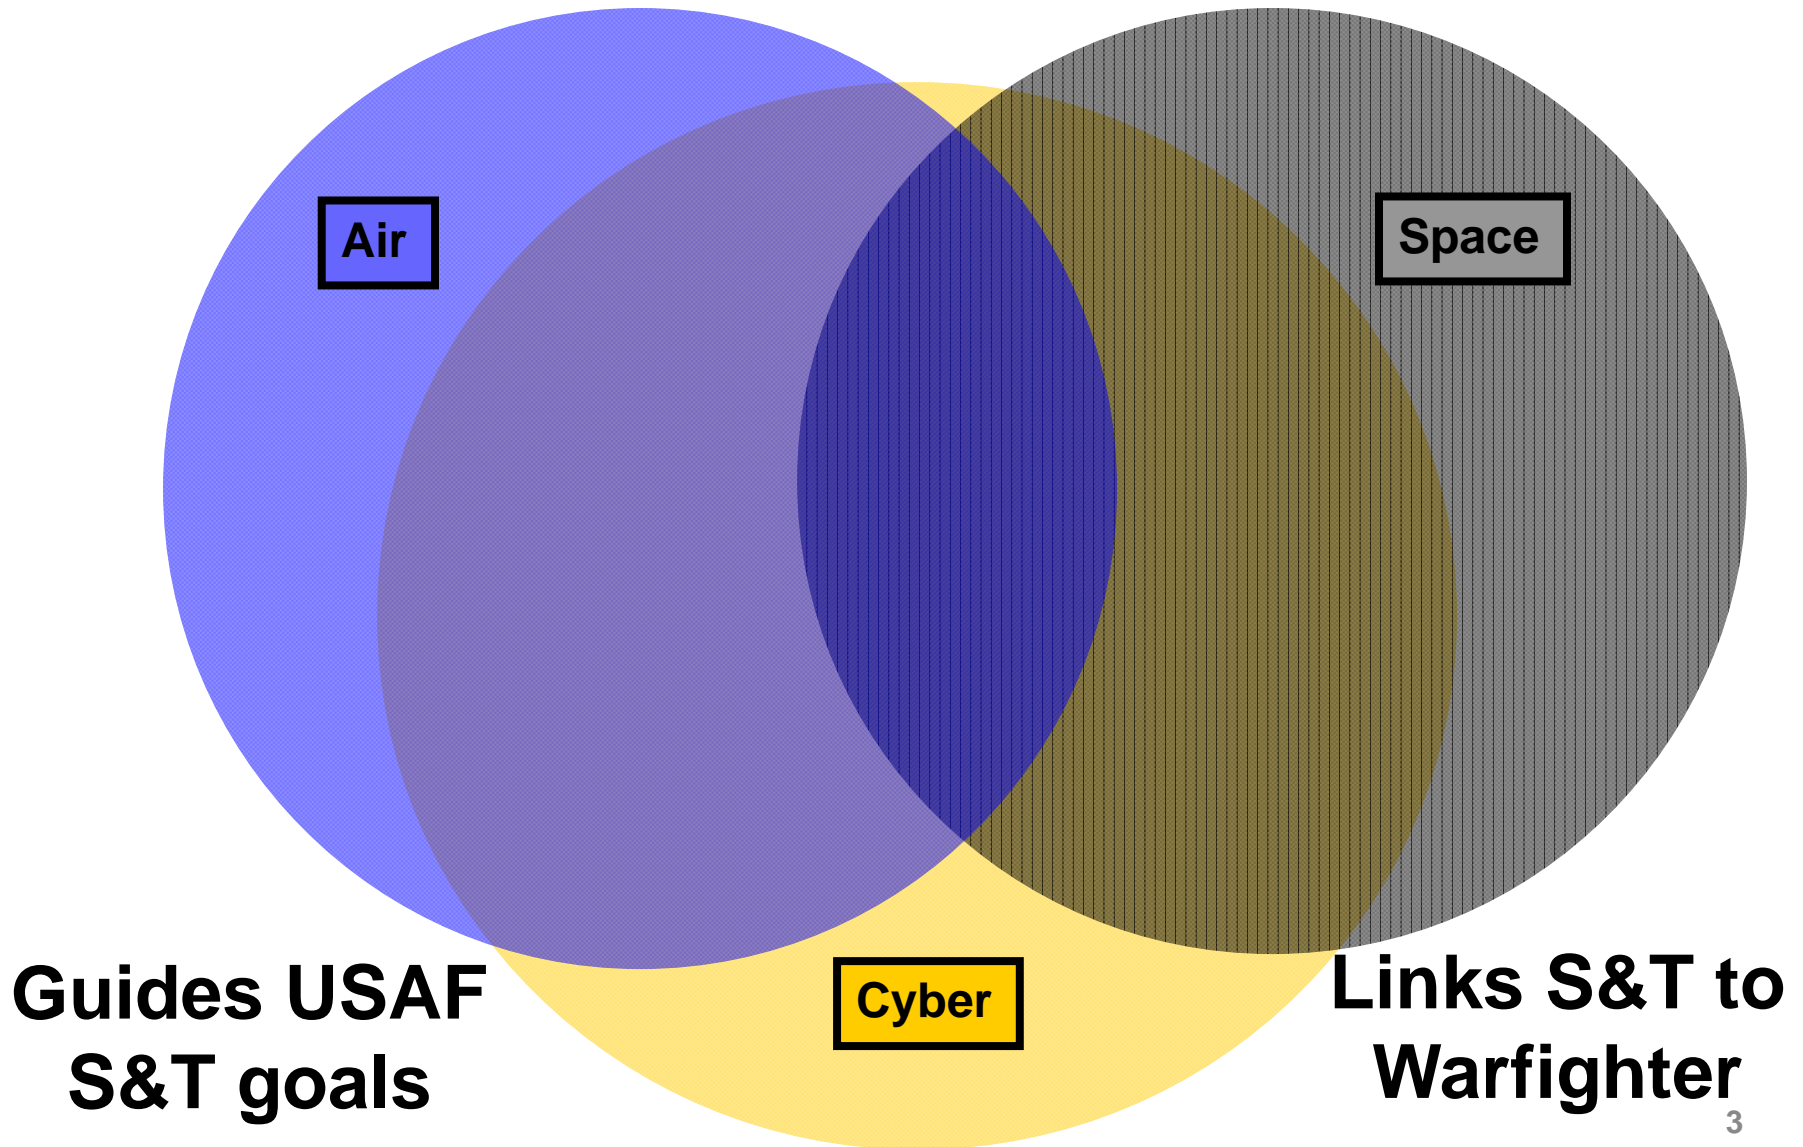 Air
Space
Cyber
Guides USAF
S&T goals
Links S&T to
Warfighter
3